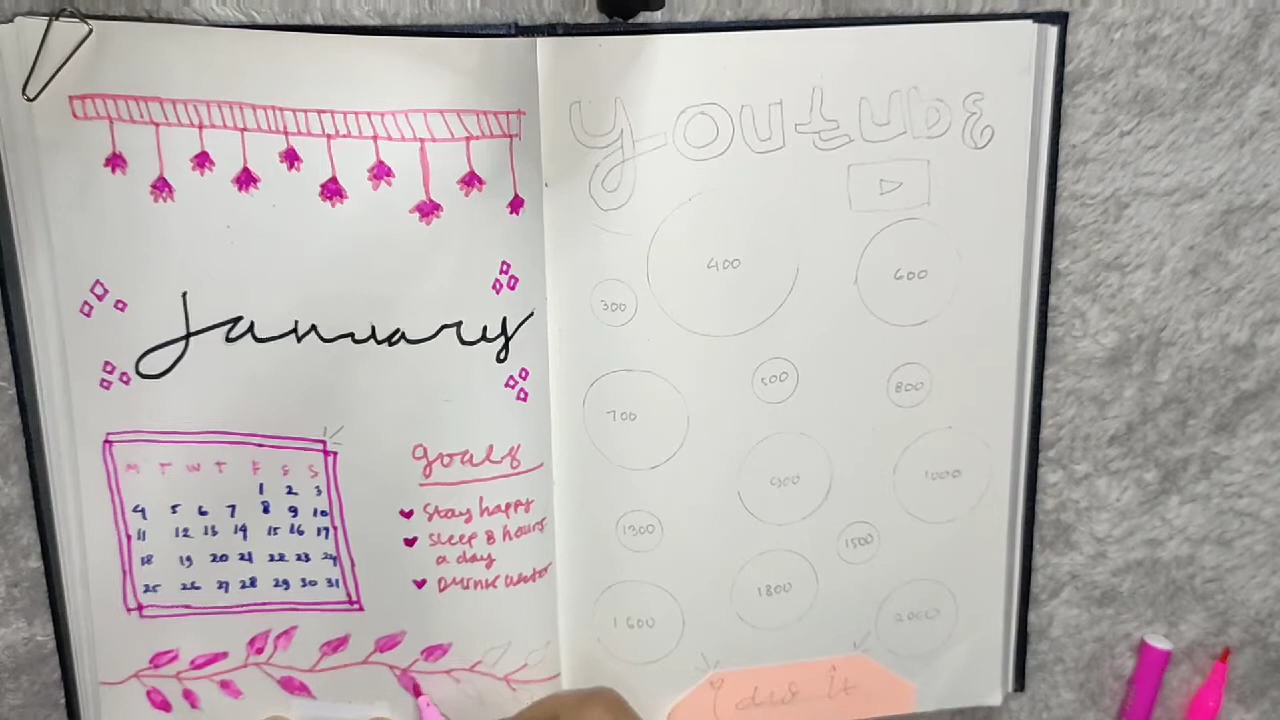 January
M T W T F S S
1 2 3
4 5 6 7 8 9 10
11 12 13 14 15 16 17
18 19 20 21 22 23 24
25 26 27 28 29 30 31
goals
Stay happy
Sleep 8 hours
a day
Drink water
youtube
400
600
300
500
800
700
900
1000
1300
1500
1800
1600
2000
I did it